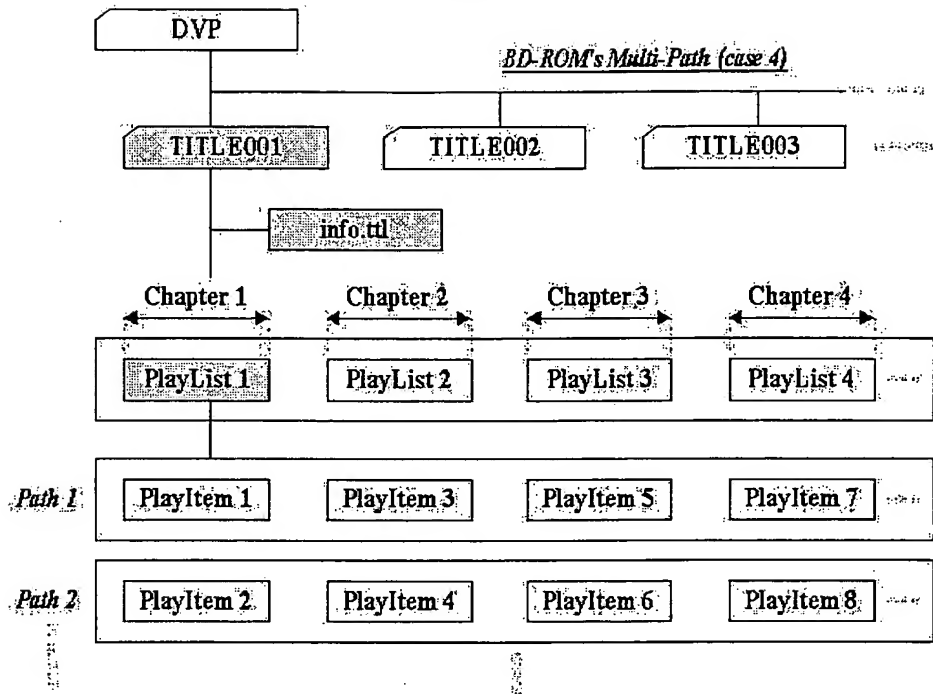 DVP
BD-ROM's Multi-Path (case 4)
TITLE001 TITLE002 TITLE003
info.ttl
Chapter 1 Chapter 2 Chapter 3 Chapter 4
PlayList 1 PlayList 2 PlayList 3 PlayList 4
Path 1 PlayItem 1 PlayItem 3 PlayItem 5 PlayItem 7
Path 2 PlayItem 2 PlayItem 4 PlayItem 6 PlayItem 8